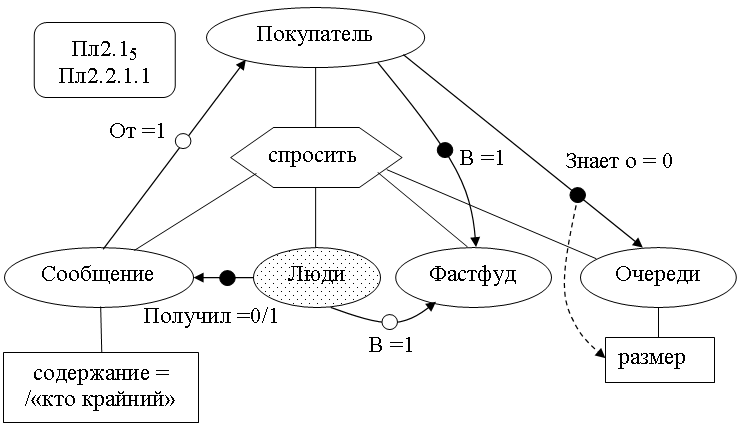 Покупатель
Пл2.1₅
Пл2.2.1.1
От =1
спросить
В =1
Знает о = 0
Сообщение
Люди
Фастфуд
Очереди
Получил =0/1
В =1
содержание =
/«кто крайний»
размер